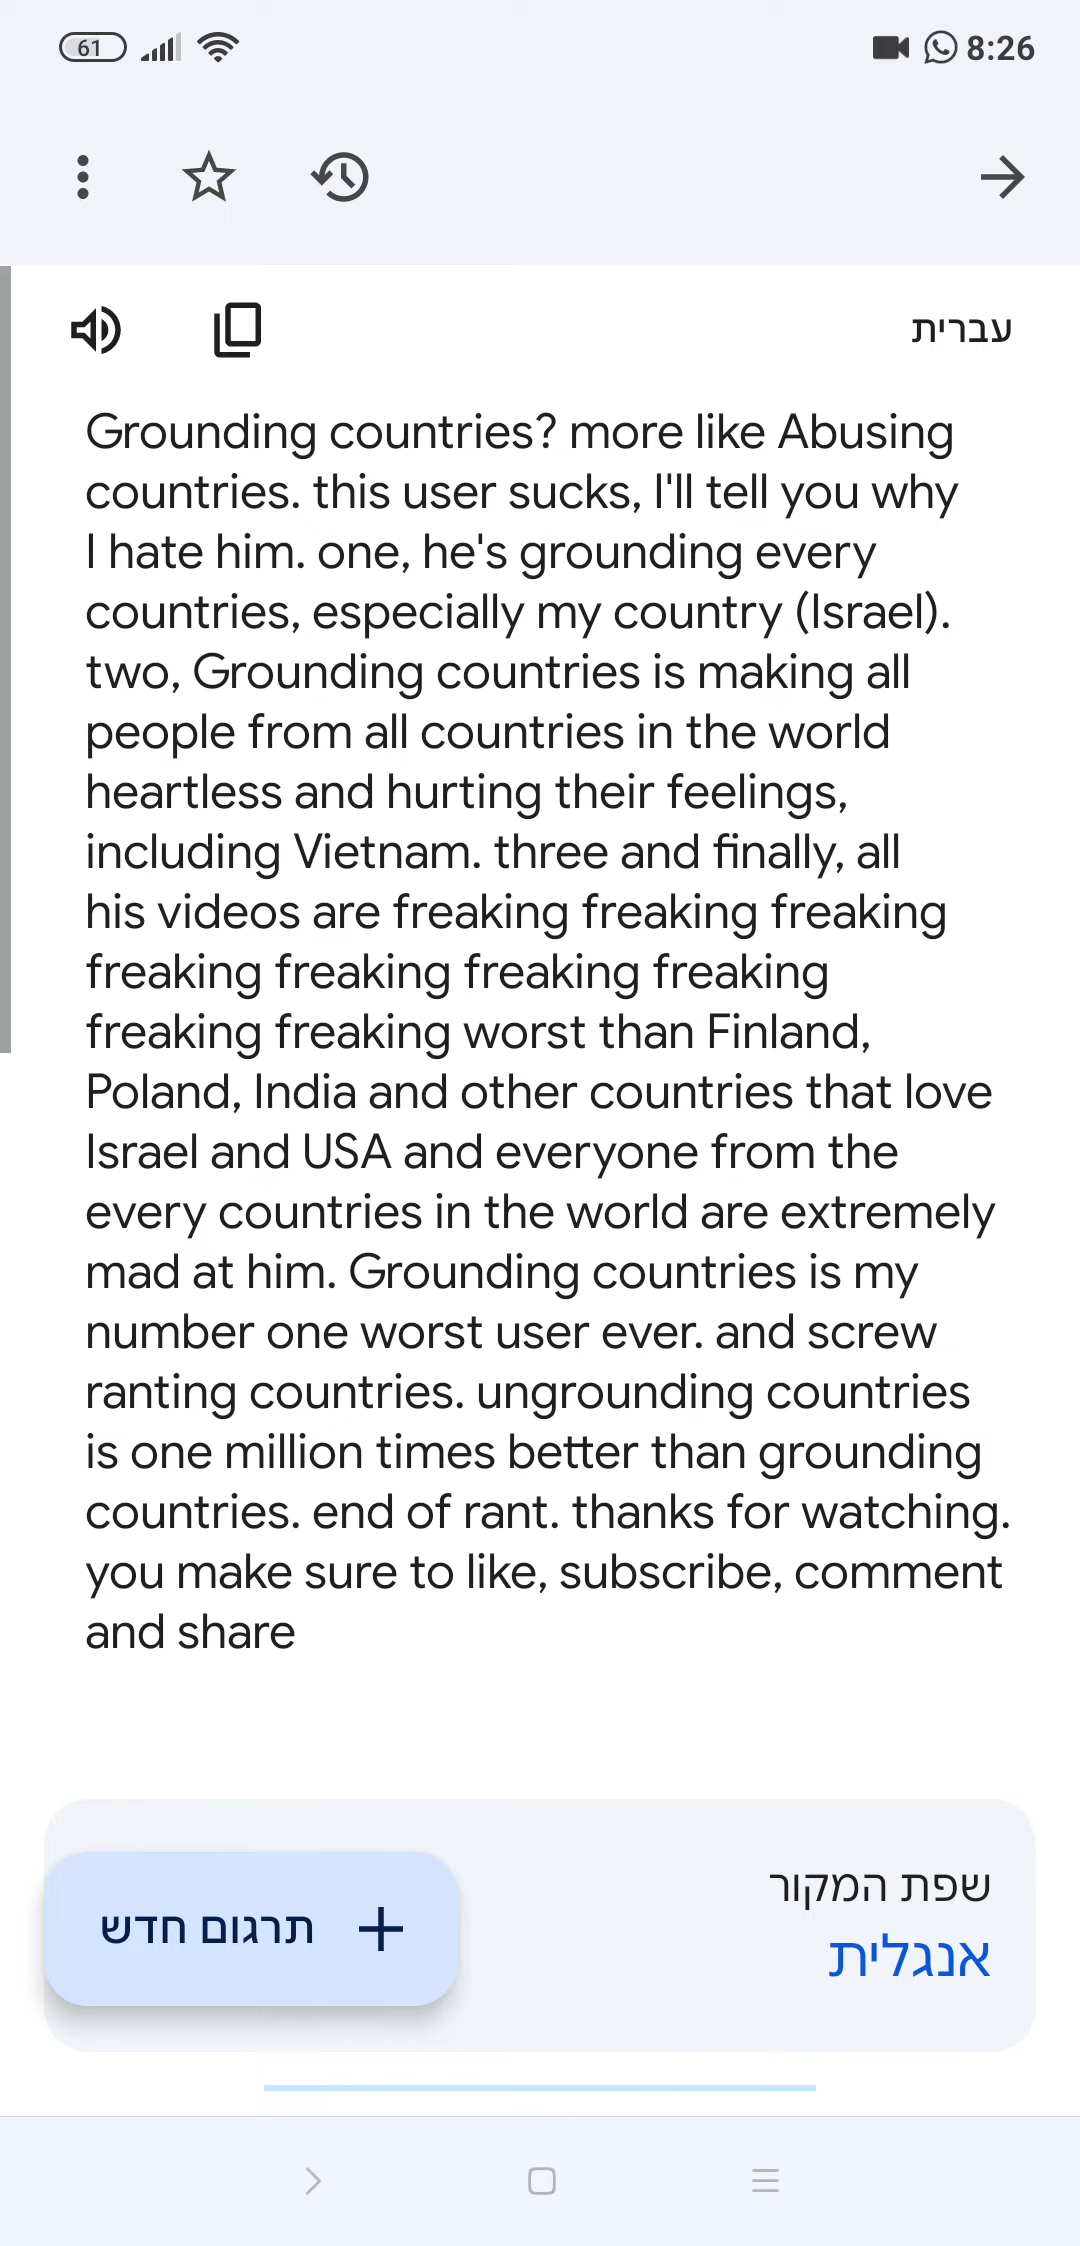 61
8:26
עברית
Grounding countries? more like Abusing
countries. this user sucks, I'll tell you why
I hate him. one, he's grounding every
countries, especially my country (Israel).
two, Grounding countries is making all
people from all countries in the world
heartless and hurting their feelings,
including Vietnam. three and finally, all
his videos are freaking freaking freaking
freaking freaking freaking freaking
freaking freaking worst than Finland,
Poland, India and other countries that love
Israel and USA and everyone from the
every countries in the world are extremely
mad at him. Grounding countries is my
number one worst user ever. and screw
ranting countries. ungrounding countries
is one million times better than grounding
countries. end of rant. thanks for watching.
you make sure to like, subscribe, comment
and share
שפת המקור
אנגלית
תרגום חדש